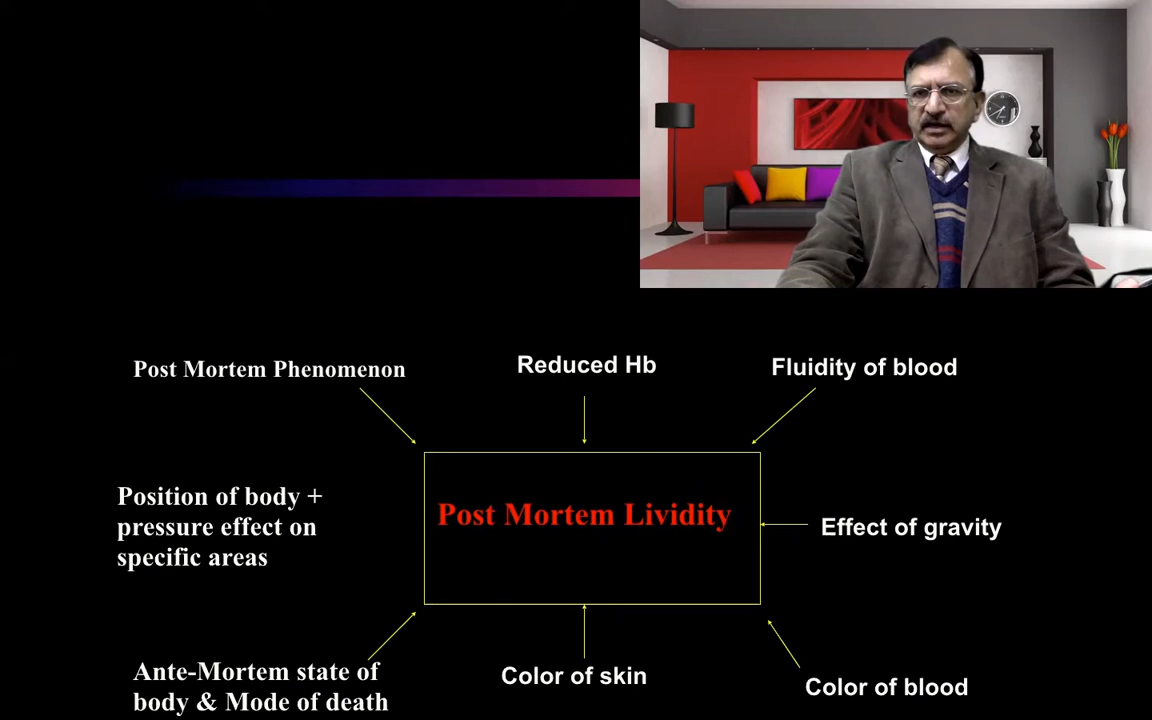 Post Mortem Phenomenon
Reduced Hb
Fluidity of blood
Position of body +
pressure effect on
specific areas
Post Mortem Lividity
Effect of gravity
Ante-Mortem state of
body & Mode of death
Color of skin
Color of blood